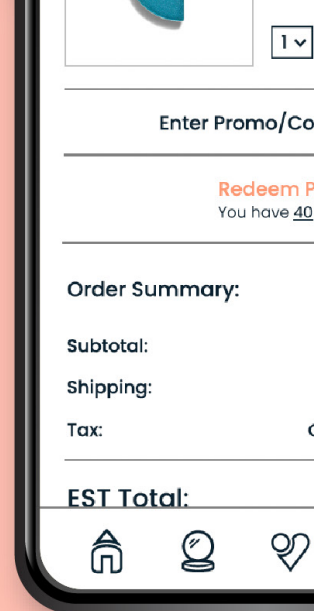 1
Enter Promo/Co
Redeem P
You have 40
Order Summary:
Subtotal:
Shipping:
Tax:
EST Total: